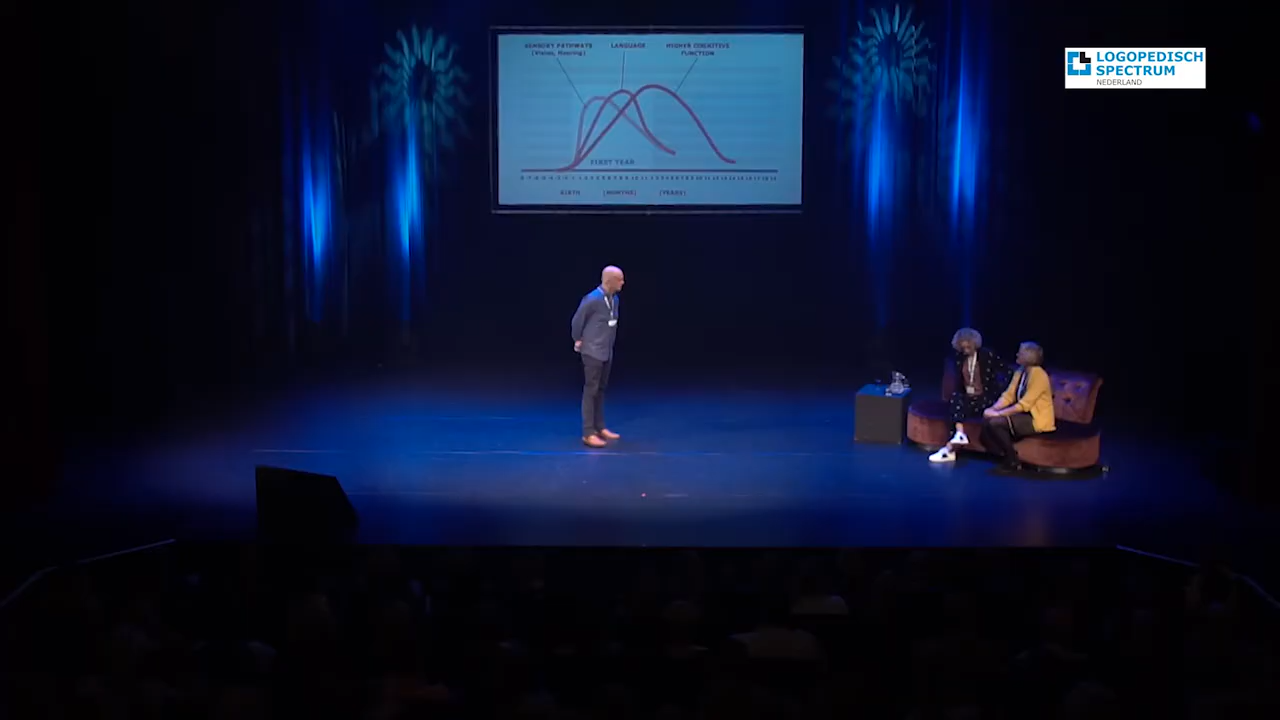 LOGOPEDISCH
SPECTRUM
NEDERLAND
SENSORY PATHWAYS
(Vision, Hearing)
LANGUAGE
HIGHER COGNITIVE
FUNCTION
FIRST YEAR
BIRTH (MONTHS) (YEARS)